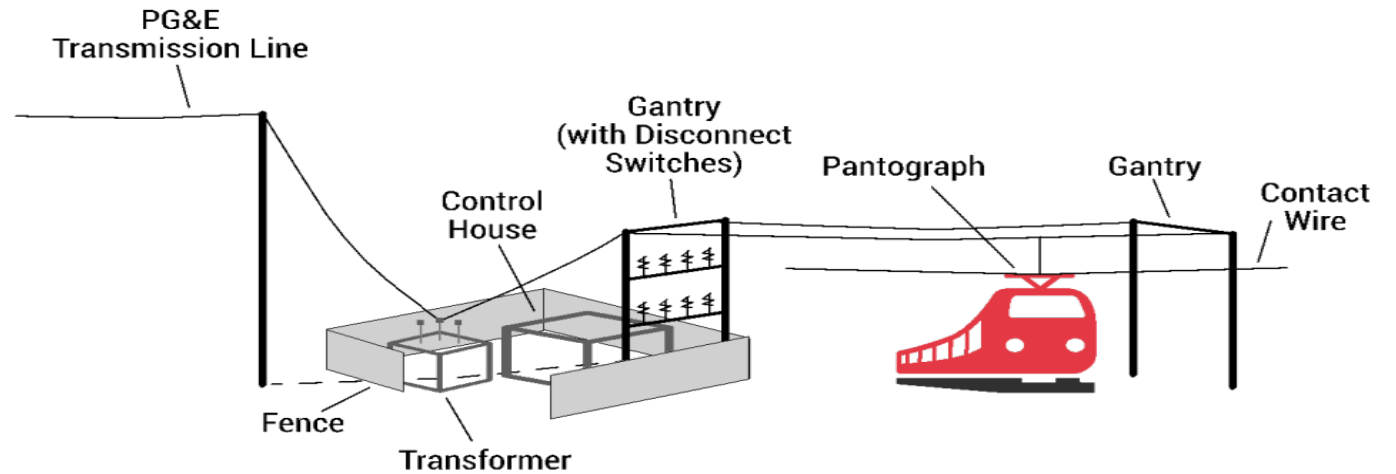 PG&E
Transmission Line
Gantry
(with Disconnect
Switches)
Control
House
Pantograph
Gantry
Contact
Wire
Fence
Transformer